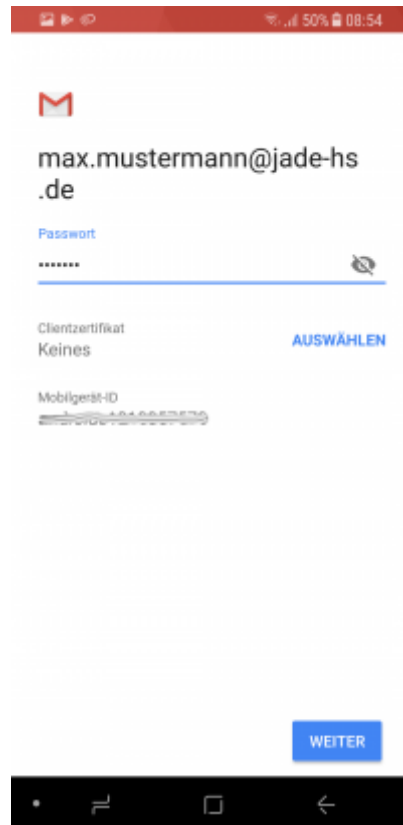 50% 08:54
max.mustermann@jade-hs
.de
Passwort
•••••••
Clientzertifikat
Keines
AUSWÄHLEN
Mobilgerät-ID
WEITER